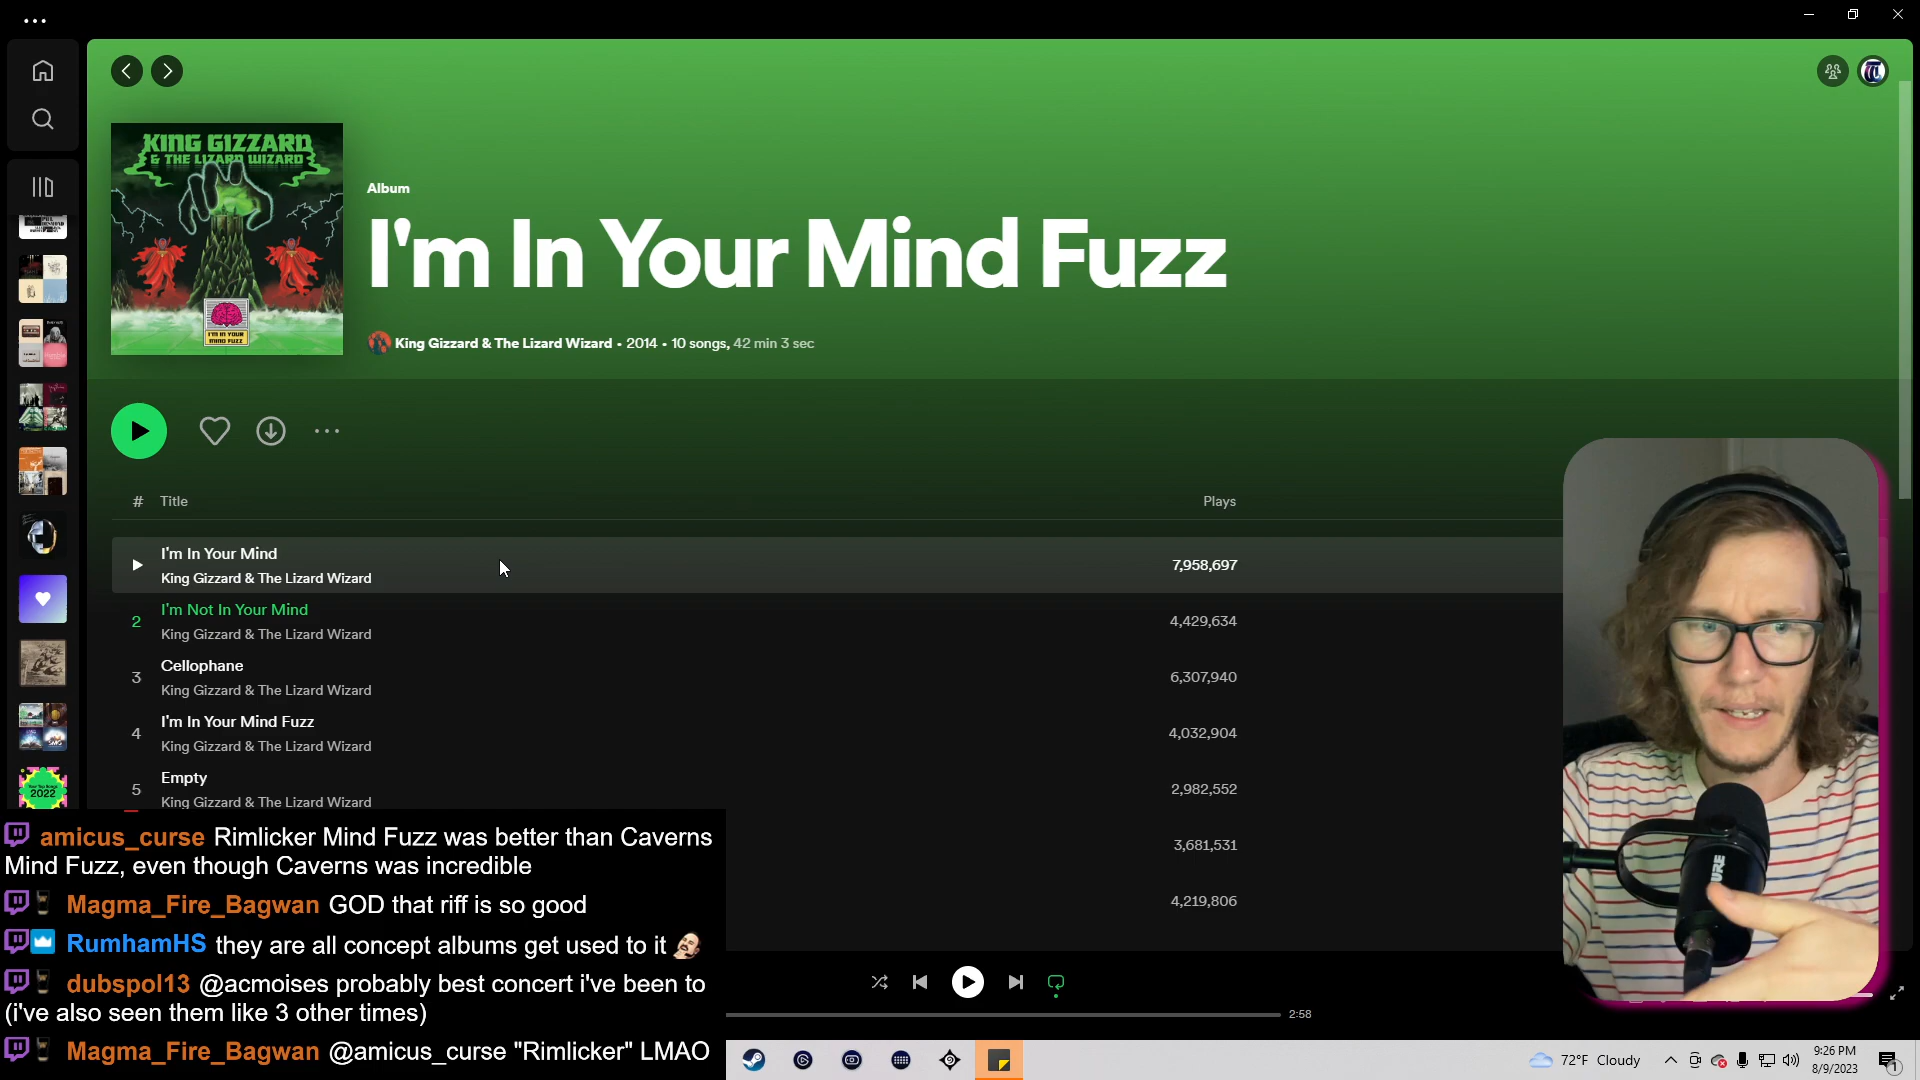 KING GIZZARD
& THE LIZARD WIZARD
I'M IN YOUR
MIND FUZZ
Album
I'm In Your Mind Fuzz
King Gizzard & The Lizard Wizard • 2014 • 10 songs, 42 min 3 sec
# Title Plays
I'm In Your Mind
King Gizzard & The Lizard Wizard
7,958,697
2
I'm Not In Your Mind
King Gizzard & The Lizard Wizard
4,429,634
3
Cellophane
King Gizzard & The Lizard Wizard
6,307,940
4
I'm In Your Mind Fuzz
King Gizzard & The Lizard Wizard
4,032,904
5
Empty
King Gizzard & The Lizard Wizard
2,982,552
3,681,531
4,219,806
2022
amicus_curse Rimlicker Mind Fuzz was better than Caverns
Mind Fuzz, even though Caverns was incredible
Magma_Fire_Bagwan GOD that riff is so good
RumhamHS they are all concept albums get used to it
dubspol13 @acmoises probably best concert i've been to
(i've also seen them like 3 other times)
Magma_Fire_Bagwan @amicus_curse "Rimlicker" LMAO
2:58
SHURE
72°F Cloudy
9:26 PM
8/9/2023
1